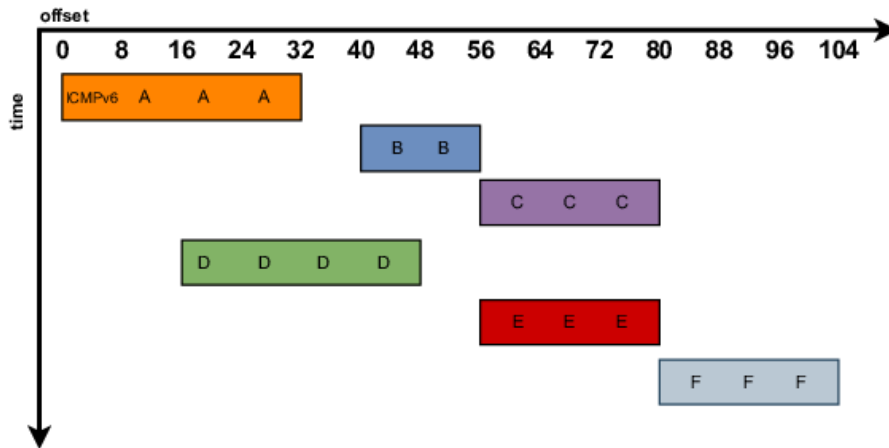 offset
0 8 16 24 32 40 48 56 64 72 80 88 96 104
time
ICMPv6 A A A
B B
C C C
D D D D
E E E
F F F